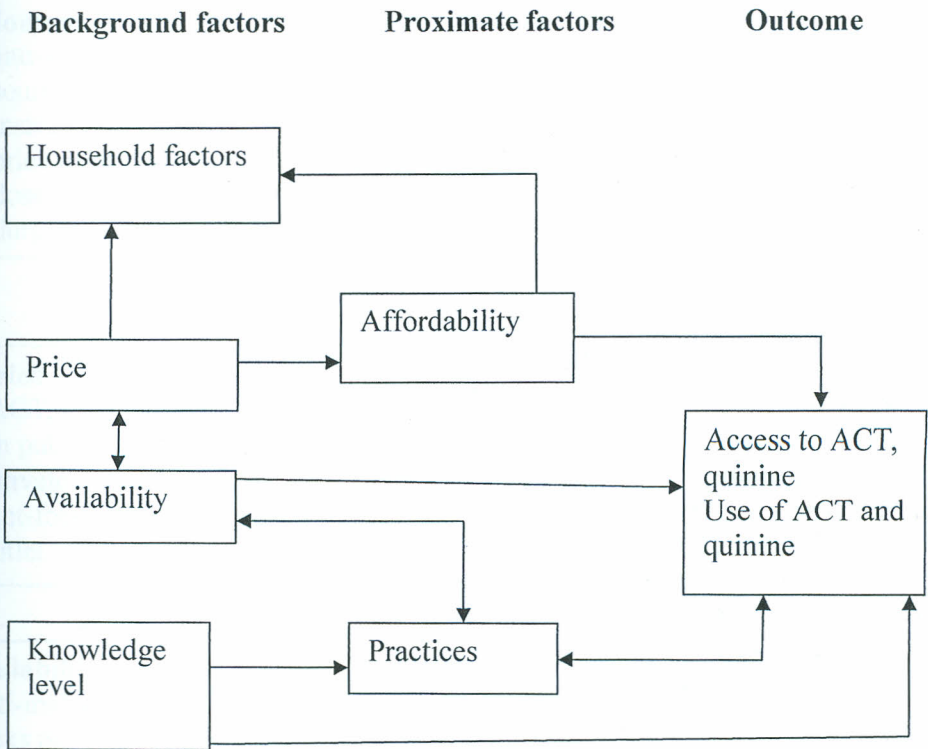 Background factors
Proximate factors
Outcome
Household factors
Affordability
Price
Access to ACT,
quinine
Use of ACT and
quinine
Availability
Knowledge
level
Practices